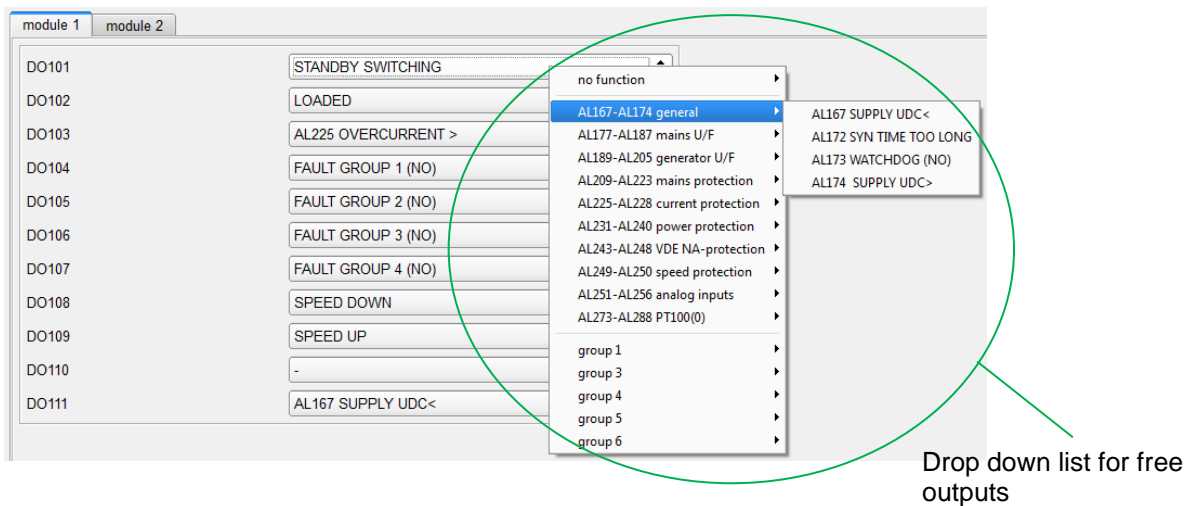 module 1
module 2
DO101
STANDBY SWITCHING
DO102
LOADED
DO103
AL225 OVERCURRENT >
DO104
FAULT GROUP 1 (NO)
DO105
FAULT GROUP 2 (NO)
DO106
FAULT GROUP 3 (NO)
DO107
FAULT GROUP 4 (NO)
DO108
SPEED DOWN
DO109
SPEED UP
DO110
-
DO111
AL167 SUPPLY UDC<
no function
AL167-AL174 general
AL177-AL187 mains U/F
AL189-AL205 generator U/F
AL209-AL223 mains protection
AL225-AL228 current protection
AL231-AL240 power protection
AL243-AL248 VDE NA-protection
AL249-AL250 speed protection
AL251-AL256 analog inputs
AL273-AL288 PT100(0)
group 1
group 3
group 4
group 5
group 6
AL167 SUPPLY UDC<
AL172 SYN TIME TOO LONG
AL173 WATCHDOG (NO)
AL174  SUPPLY UDC>
Drop down list for free
outputs